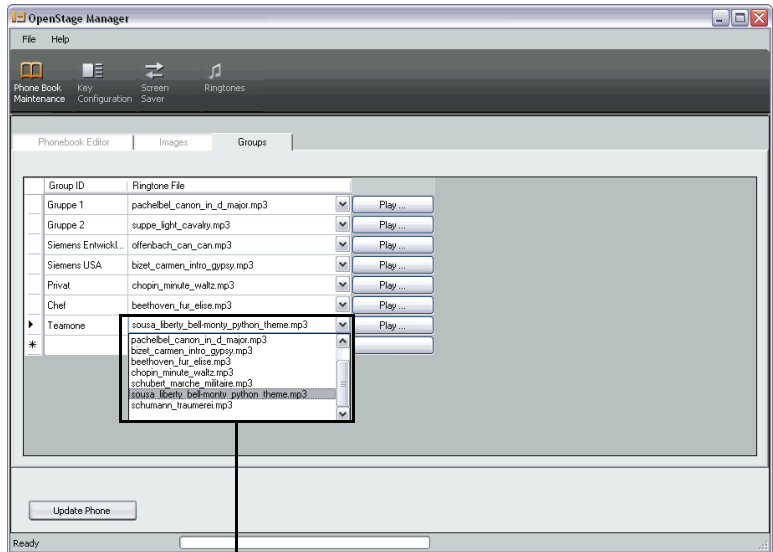 OpenStage Manager
File Help
Phone Book Maintenance
Key Configuration
Screen Saver
Ringtones
Phonebook Editor Images Groups
Group ID Ringtone File
Gruppe 1 pachelbel_canon_in_d_major.mp3 Play ...
Gruppe 2 suppe_light_cavalry.mp3 Play ...
Siemens Entwickl... offenbach_can_can.mp3 Play ...
Siemens USA bizet_carmen_intro_gypsy.mp3 Play ...
Privat chopin_minute_waltz.mp3 Play ...
Chef beethoven_fur_elise.mp3 Play ...
Teamone sousa_liberty_bell-monty_python_theme.mp3 Play ...
pachelbel_canon_in_d_major.mp3
bizet_carmen_intro_gypsy.mp3
beethoven_fur_elise.mp3
chopin_minute_waltz.mp3
schubert_marche_militaire.mp3
sousa_liberty_bell-monty_python_theme.mp3
schumann_traumerei.mp3
Update Phone
Ready